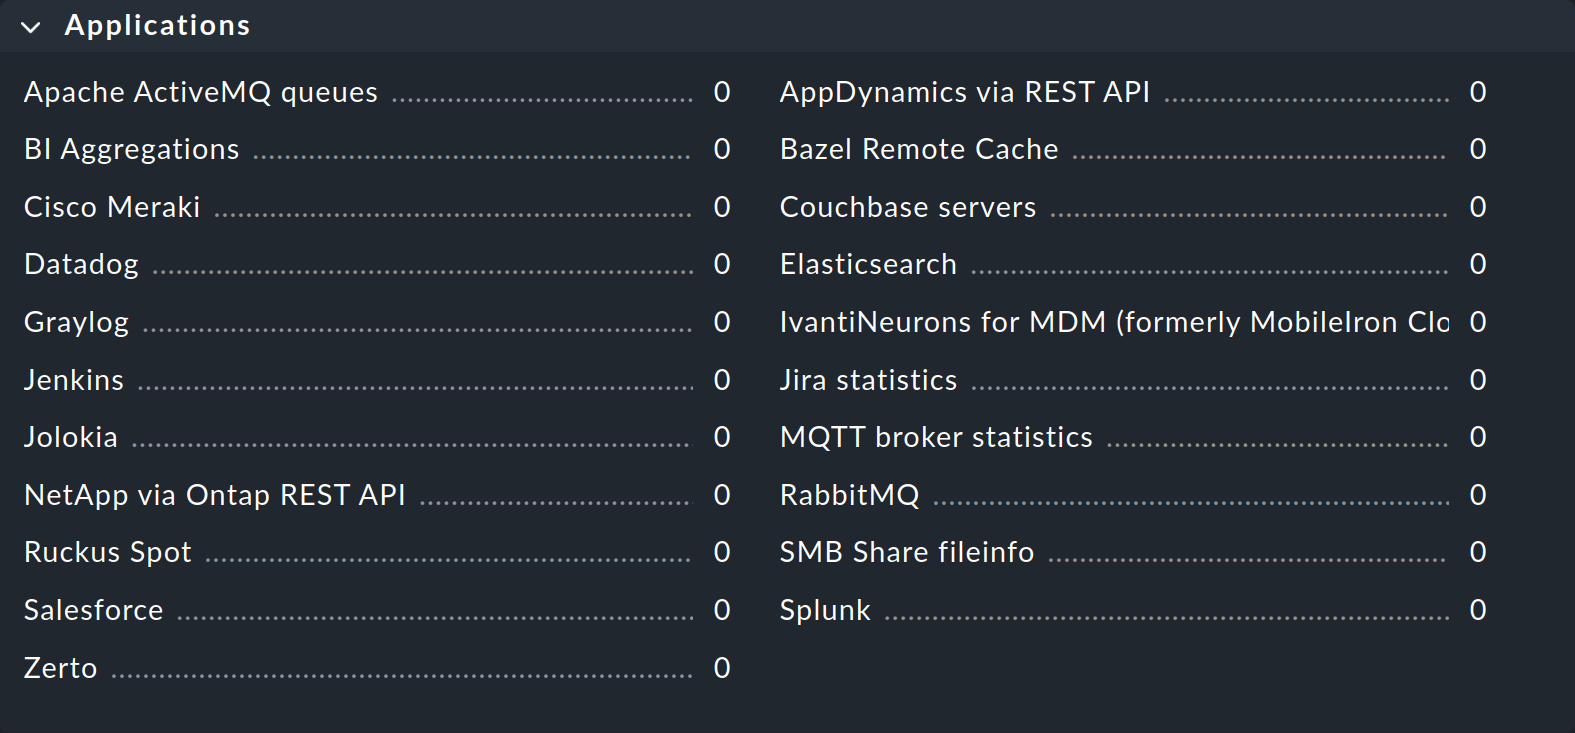 Applications
Apache ActiveMQ queues 0
AppDynamics via REST API 0
BI Aggregations 0
Bazel Remote Cache 0
Cisco Meraki 0
Couchbase servers 0
Datadog 0
Elasticsearch 0
Graylog 0
IvantiNeurons for MDM (formerly MobileIron Clo 0
Jenkins 0
Jira statistics 0
Jolokia 0
MQTT broker statistics 0
NetApp via Ontap REST API 0
RabbitMQ 0
Ruckus Spot 0
SMB Share fileinfo 0
Salesforce 0
Splunk 0
Zerto 0